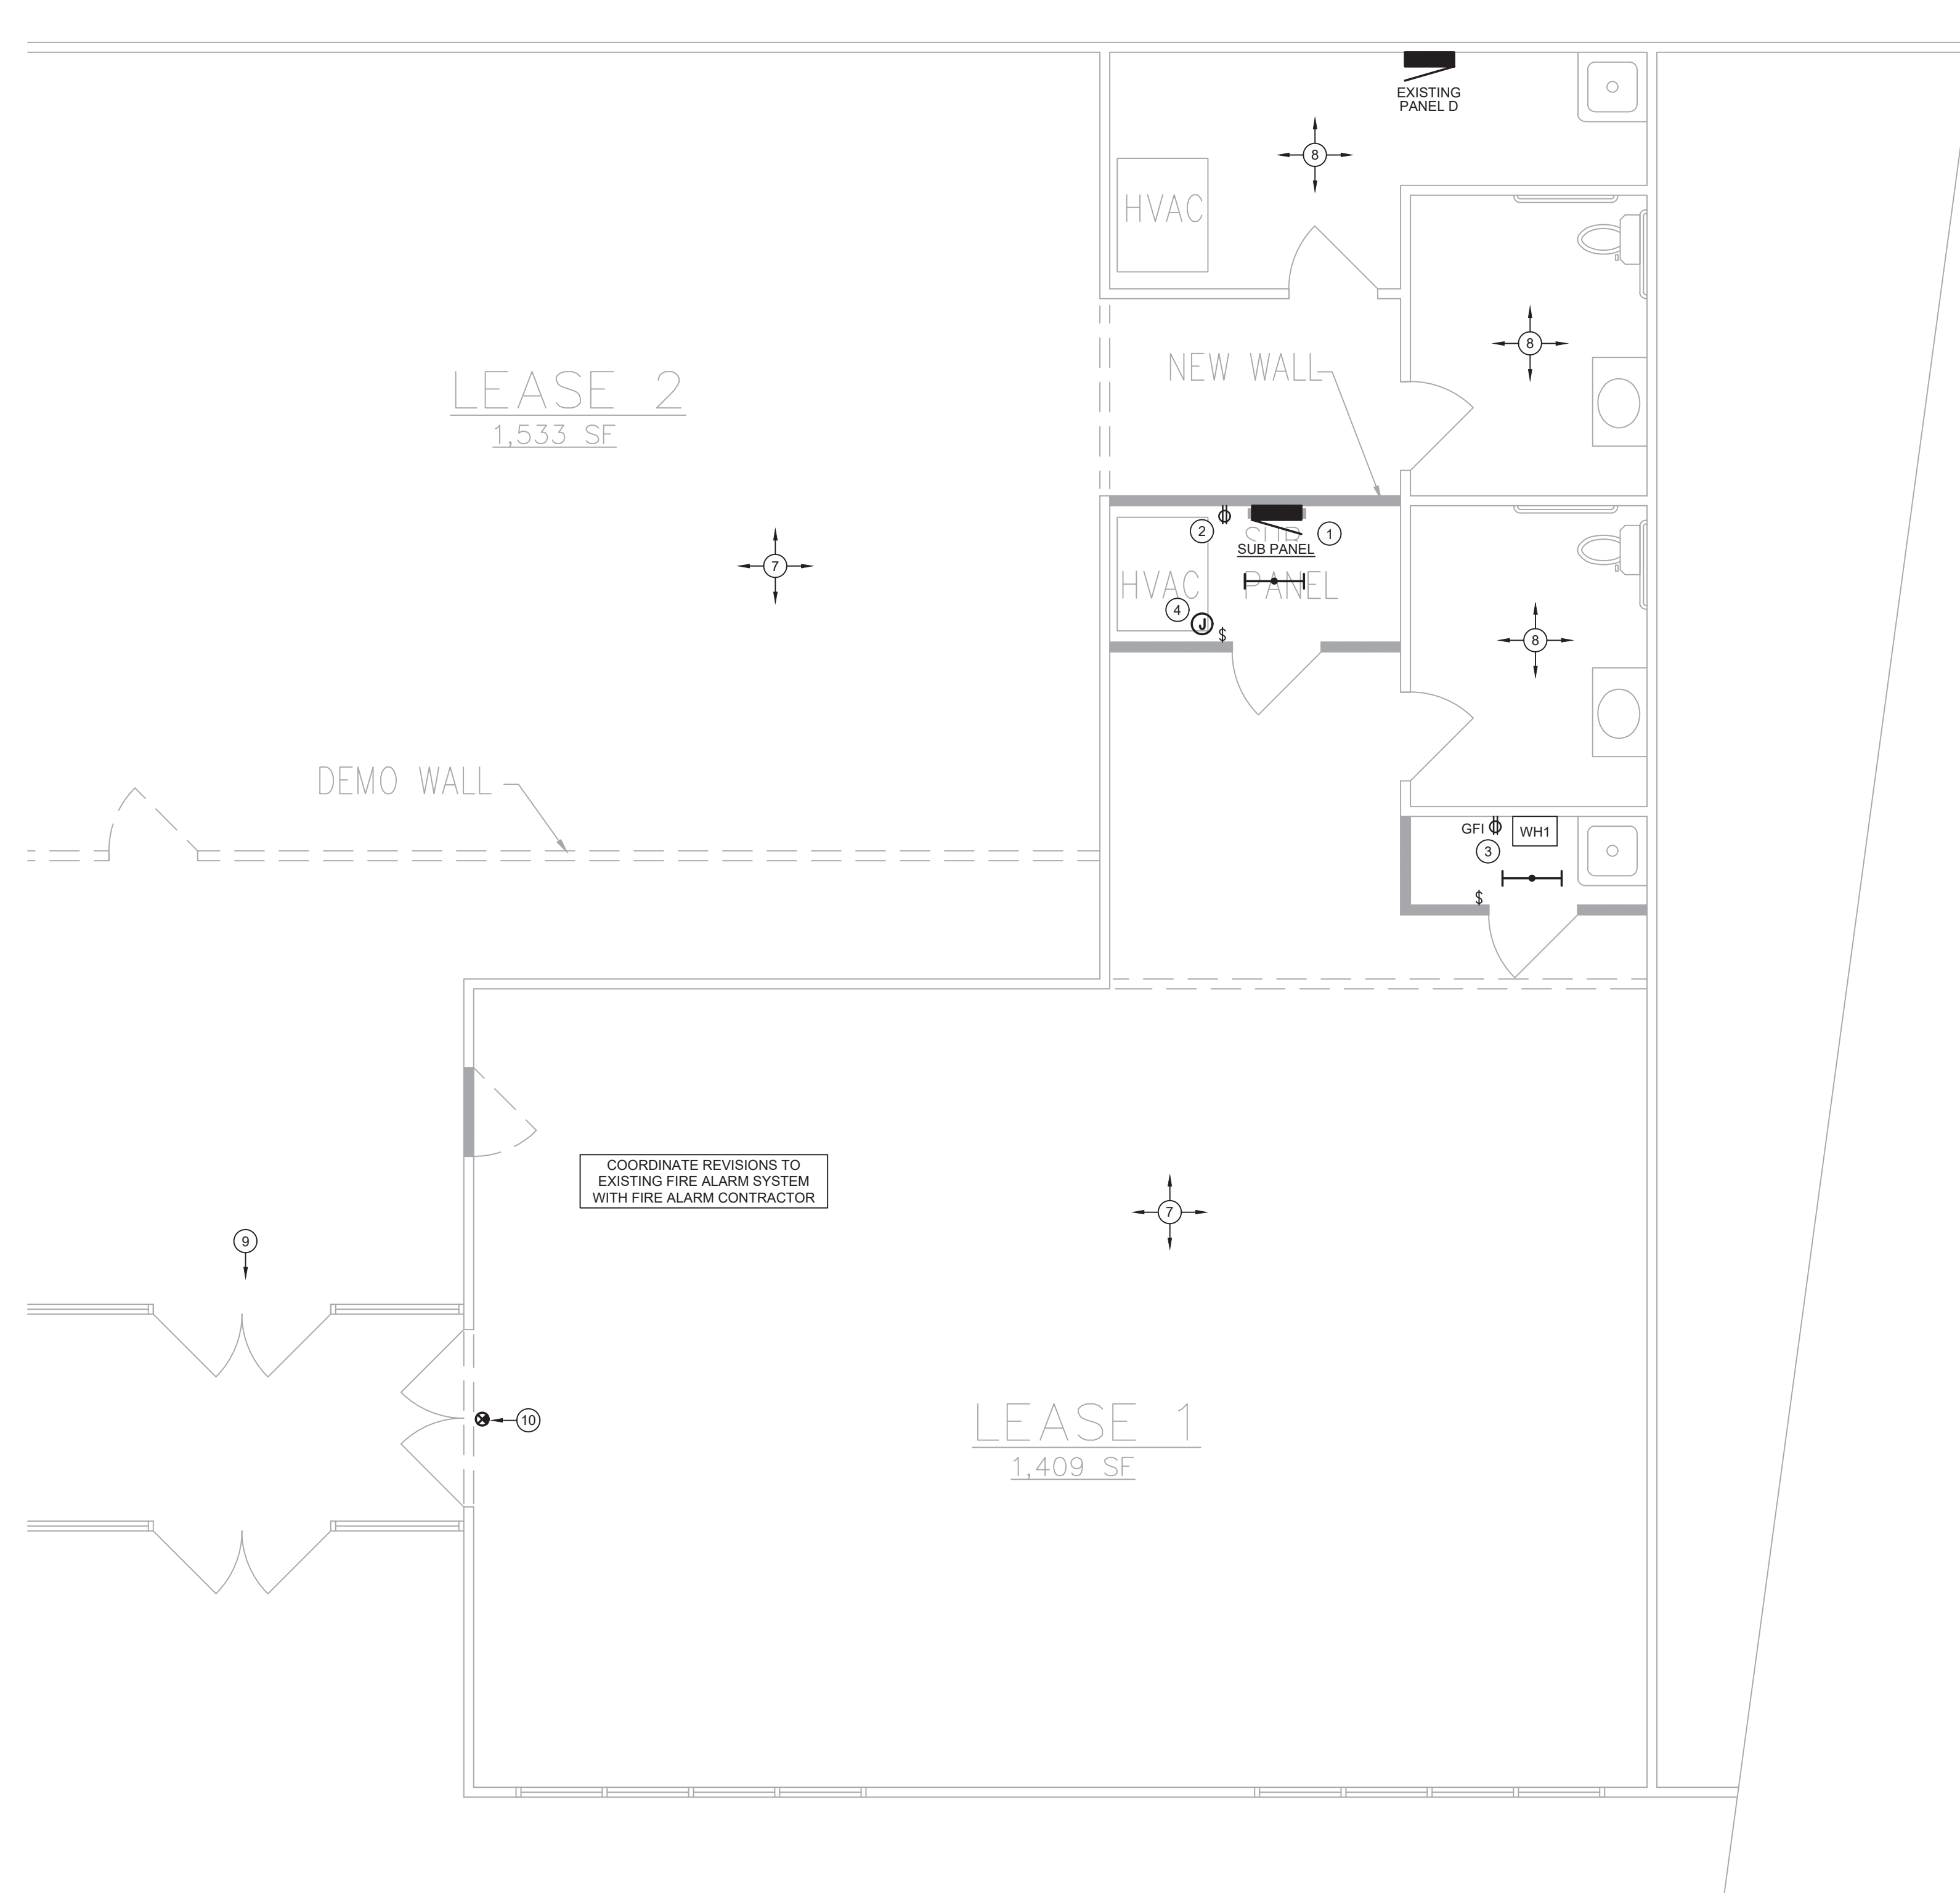 EXISTING
PANEL D
8
HVAC
8
NEW WALL
LEASE 2
1,533 SF
2
1
SUB
SUB PANEL
7
HVAC
PANEL
4
J
$
8
DEMO WALL
GFI
WH1
3
$
COORDINATE REVISIONS TO
EXISTING FIRE ALARM SYSTEM
WITH FIRE ALARM CONTRACTOR
7
9
10
LEASE 1
1,409 SF